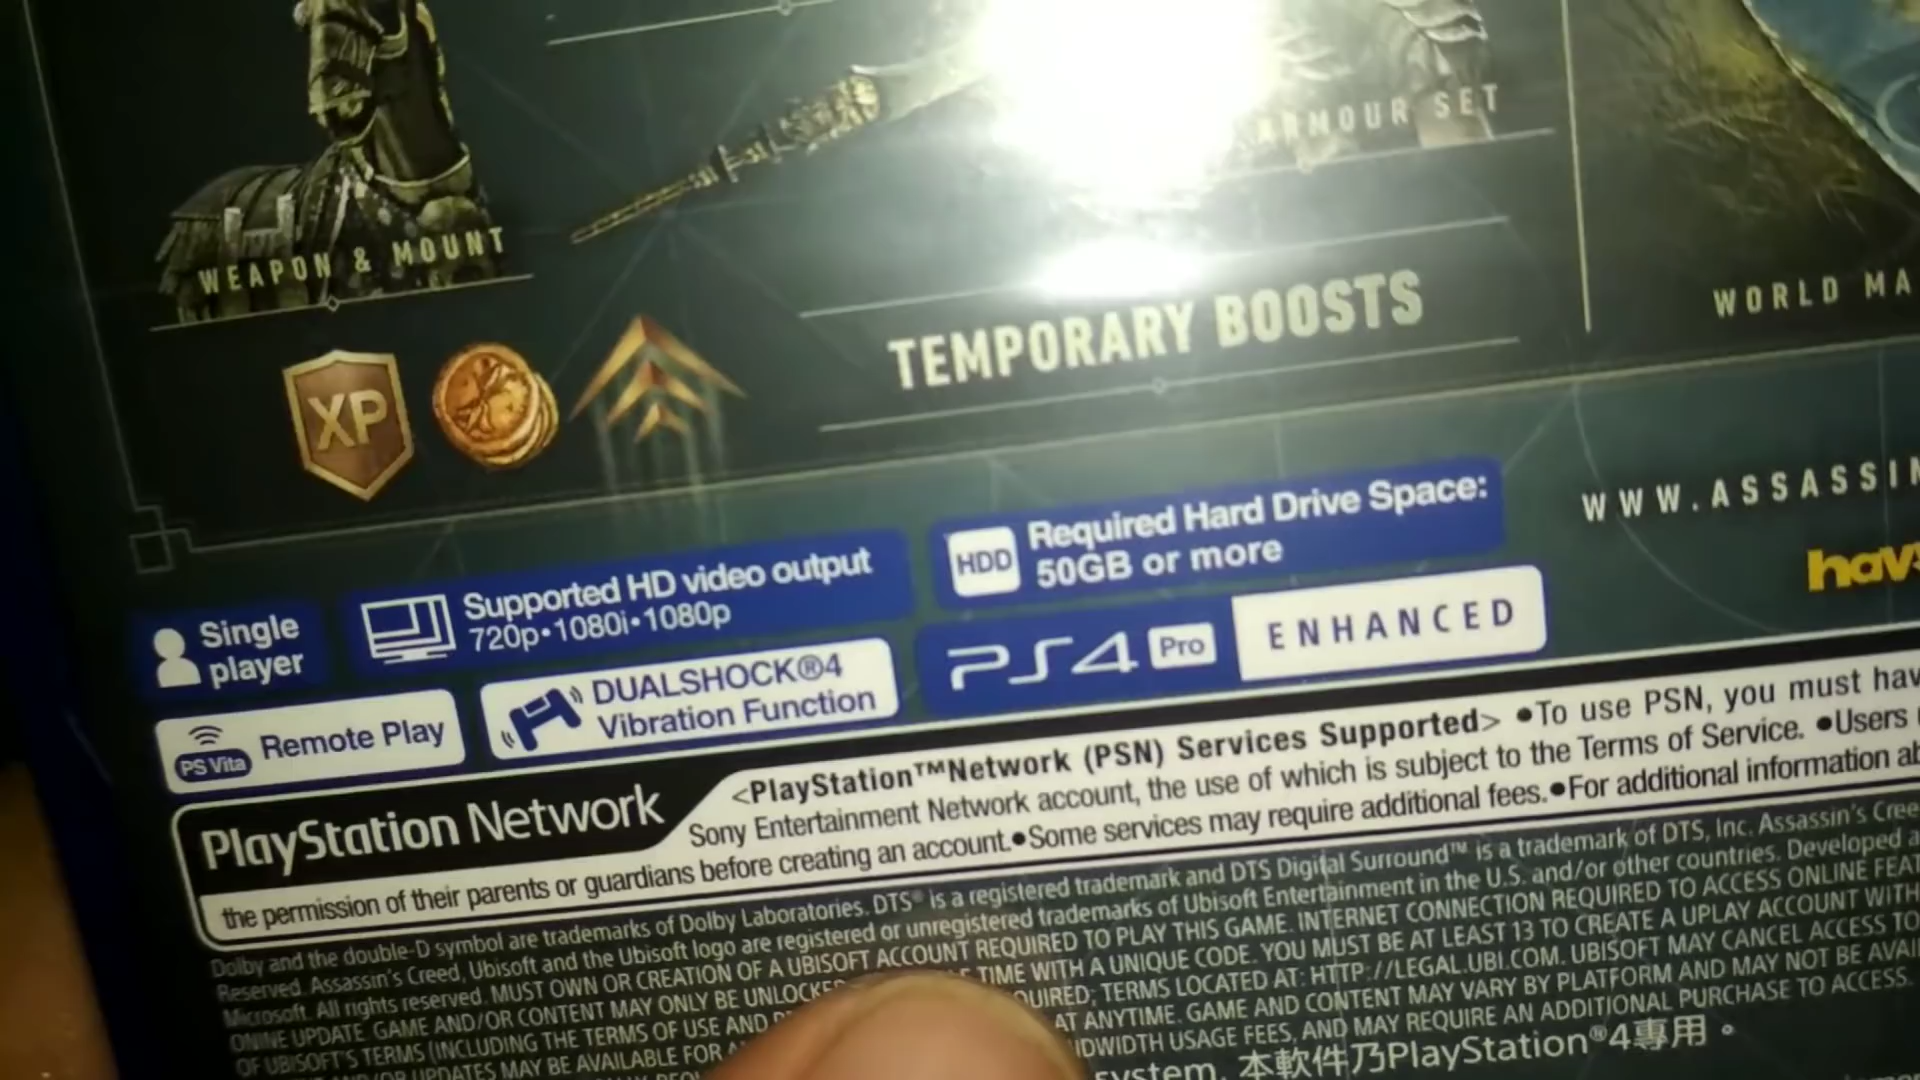 ARMOUR SET
WEAPON & MOUNT
TEMPORARY BOOSTS
WORLD
XP
WWW.ASSASSIN
Required Hard Drive Space:
HDD
50GB or more
Supported HD video output
720p•1080i•1080p
Single
player
PS4 Pro ENHANCED
DUALSHOCK®4
Vibration Function
Remote Play
PS Vita
PlayStation Network
<PlayStation™Network (PSN) Services Supported> •To use PSN, you must
Sony Entertainment Network account, the use of which is subject to the Terms of Service. •Users
the permission of their parents or guardians before creating an account.•Some services may require additional fees.•For additional information
Dolby and the double-D symbol are trademarks of Dolby Laboratories. DTS® is a registered trademark and DTS Digital Surround™ is a trademark of DTS, Inc. Assassin's
Reserved. Assassin's Creed, Ubisoft and the Ubisoft logo are registered or unregistered trademarks of Ubisoft Entertainment in the U.S. and/or other countries. Developed
Microsoft. All rights reserved. MUST OWN OR CREATION OF A UBISOFT ACCOUNT REQUIRED TO PLAY THIS GAME. INTERNET CONNECTION REQUIRED TO ACCESS ONLINE
ONINE UPDATE. GAME AND/OR CONTENT MAY ONLY BE TIME WITH A UNIQUE CODE. YOU MUST BE AT LEAST 13 TO CREATE A UPLAY ACCOUNT WITH
OF UBISOFT'S TERMS (INCLUDING THE TERMS OF USE AND TERMS LOCATED AT: HTTP://LEGAL.UBI.COM. UBISOFT MAY CANCEL ACCESS TO
UPDATES MAY BE AVAILABLE FOR AT ANYTIME. GAME AND CONTENT MAY VARY BY PLATFORM AND MAY NOT BE
USAGE FEES, AND MAY REQUIRE AN ADDITIONAL PURCHASE TO ACCESS.
system. 本軟件乃PlayStation®4專用。